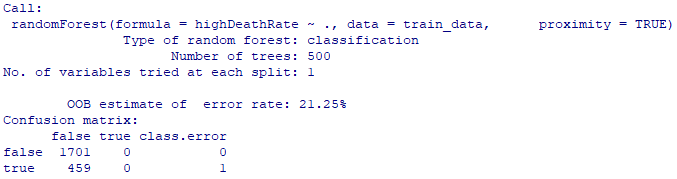 Call:
 randomForest(formula = highDeathRate ~ ., data = train_data,      proximity = TRUE)
               Type of random forest: classification
                     Number of trees: 500
No. of variables tried at each split: 1
        OOB estimate of  error rate: 21.25%
Confusion matrix:
      false true class.error
false  1701    0           0
true    459    0           1